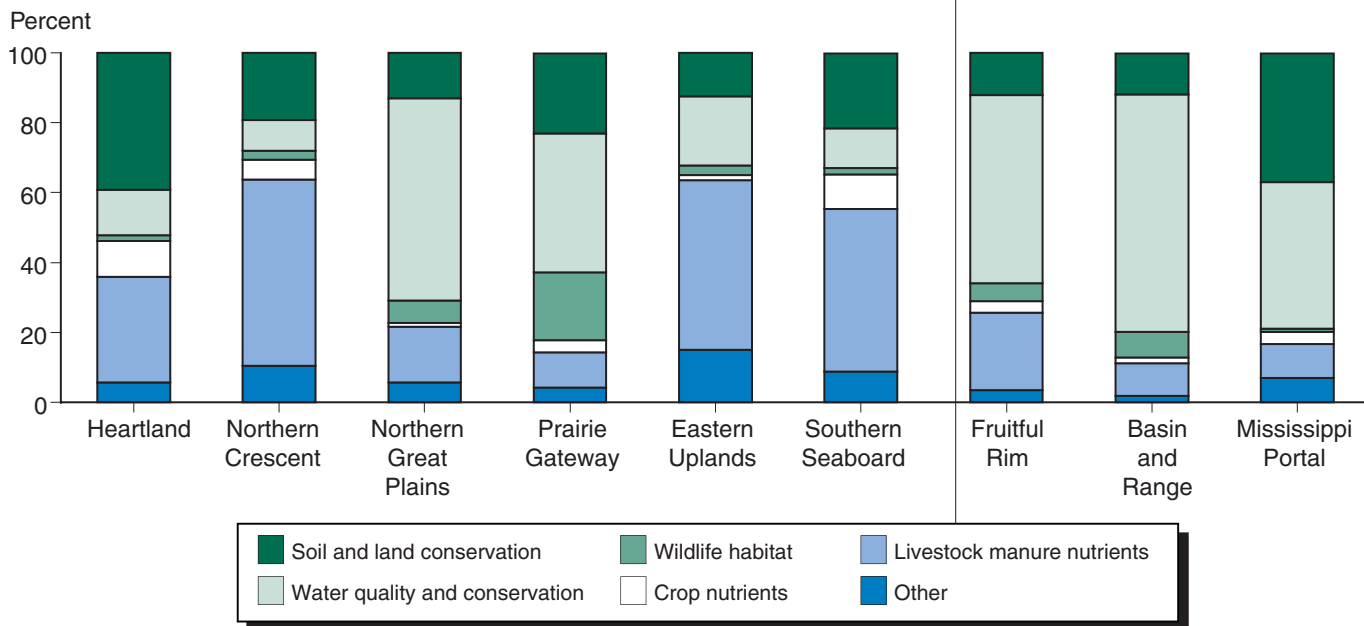 Percent
100
80
60
40
20
0
Heartland
Northern
Crescent
Northern
Great
Plains
Prairie
Gateway
Eastern
Uplands
Southern
Seaboard
Fruitful
Rim
Basin
and
Range
Mississippi
Portal
Soil and land conservation
Wildlife habitat
Livestock manure nutrients
Water quality and conservation
Crop nutrients
Other